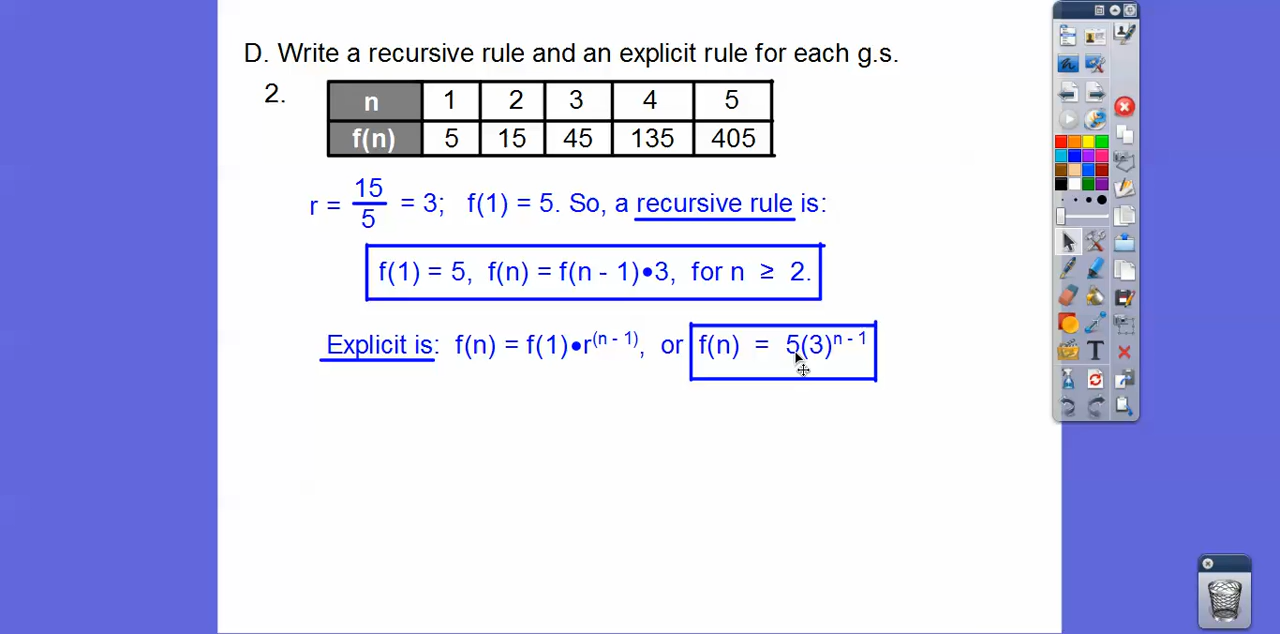 D. Write a recursive rule and an explicit rule for each g.s.
2.
n 1 2 3 4 5
f(n) 5 15 45 135 405
r = 15/5 = 3; f(1) = 5. So, a recursive rule is:
f(1) = 5, f(n) = f(n - 1)•3, for n ≥ 2.
Explicit is: f(n) = f(1)•r⁽ⁿ ⁻ ¹⁾, or f(n) = 5(3)ⁿ ⁻ ¹